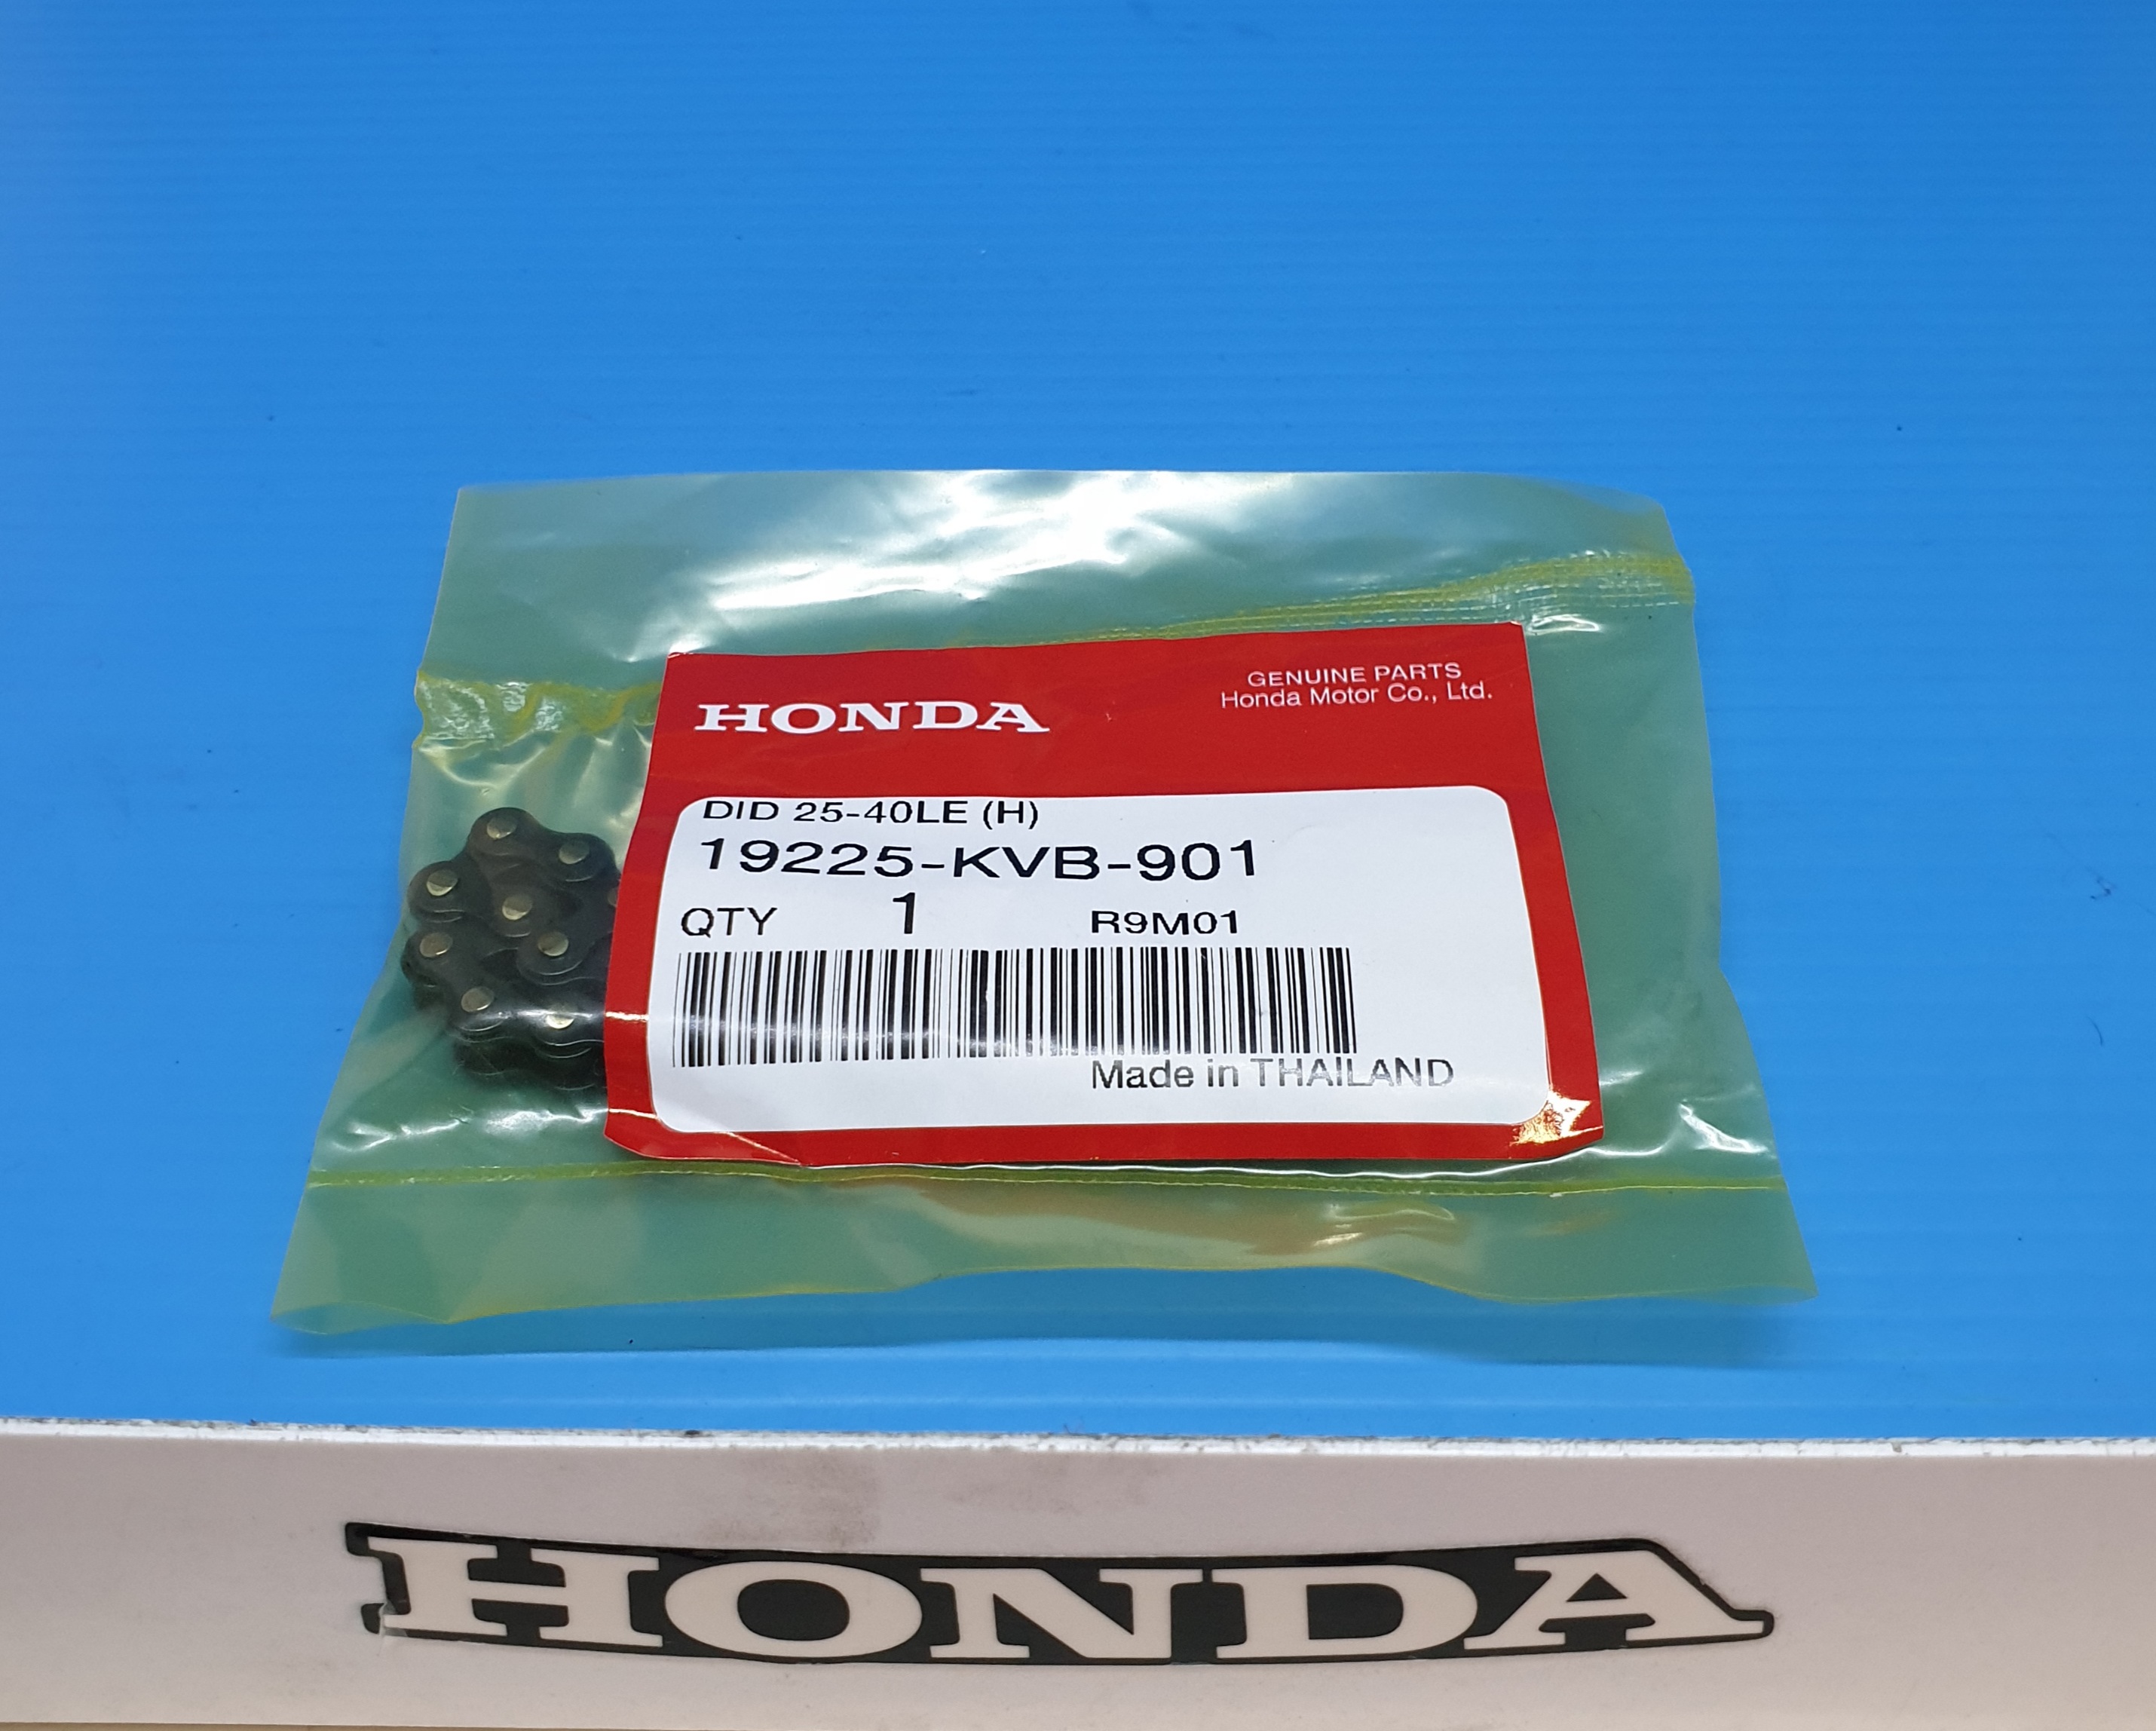 HONDA
GENUINE PARTS
Honda Motor Co., Ltd.
DID 25-40LE (H)
19225-KVB-901
QTY 1 R9M01
Made in THAILAND
HONDA